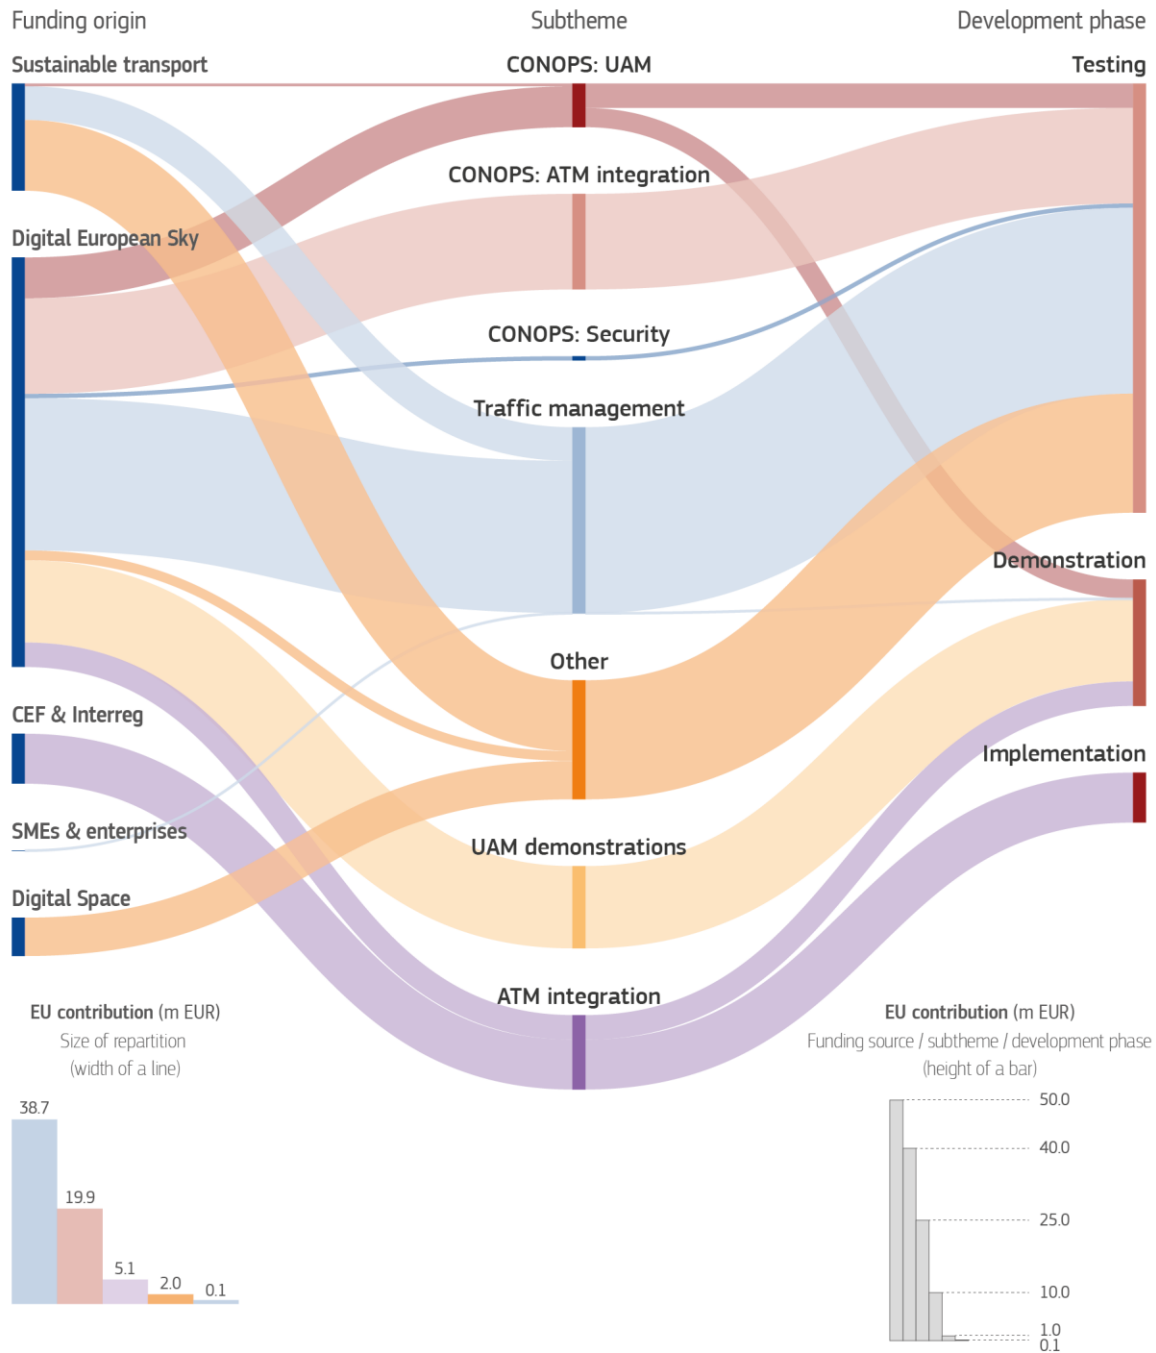 Funding origin
Subtheme
Development phase
Sustainable transport
CONOPS: UAM
Testing
CONOPS: ATM integration
Digital European Sky
CONOPS: Security
Traffic management
Demonstration
Other
CEF & Interreg
Implementation
SMEs & enterprises
UAM demonstrations
Digital Space
ATM integration
EU contribution (m EUR)
Size of repartition
(width of a line)
38.7
19.9
5.1
2.0
0.1
EU contribution (m EUR)
Funding source / subtheme / development phase
(height of a bar)
50.0
40.0
25.0
10.0
1.0
0.1